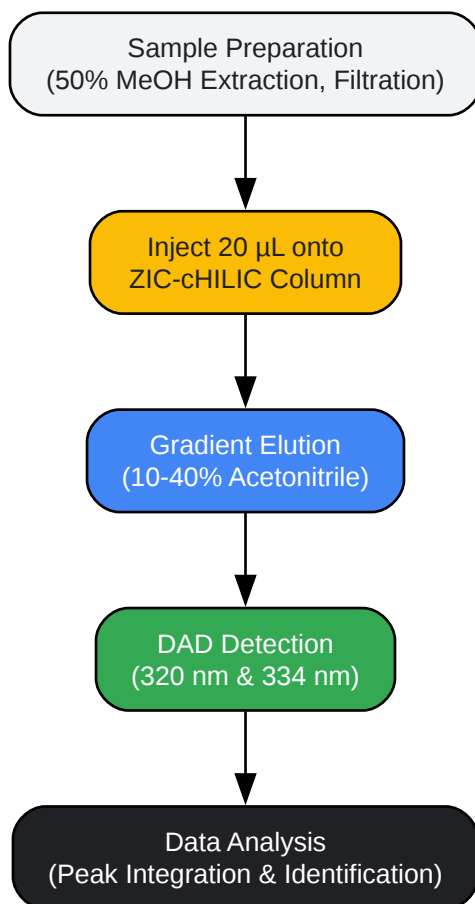 Sample Preparation
(50% MeOH Extraction, Filtration)
Inject 20 µL onto
ZIC-cHILIC Column
Gradient Elution
(10-40% Acetonitrile)
DAD Detection
(320 nm & 334 nm)
Data Analysis
(Peak Integration & Identification)